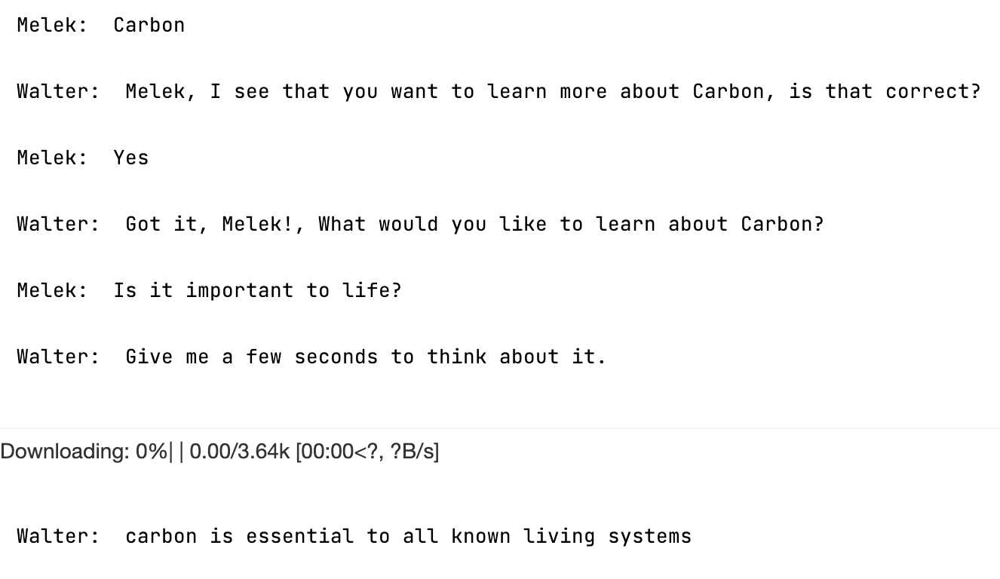 Melek: Carbon
Walter: Melek, I see that you want to learn more about Carbon, is that correct?
Melek: Yes
Walter: Got it, Melek!, What would you like to learn about Carbon?
Melek: Is it important to life?
Walter: Give me a few seconds to think about it.
Downloading: 0%| | 0.00/3.64k [00:00<?, ?B/s]
Walter: carbon is essential to all known living systems